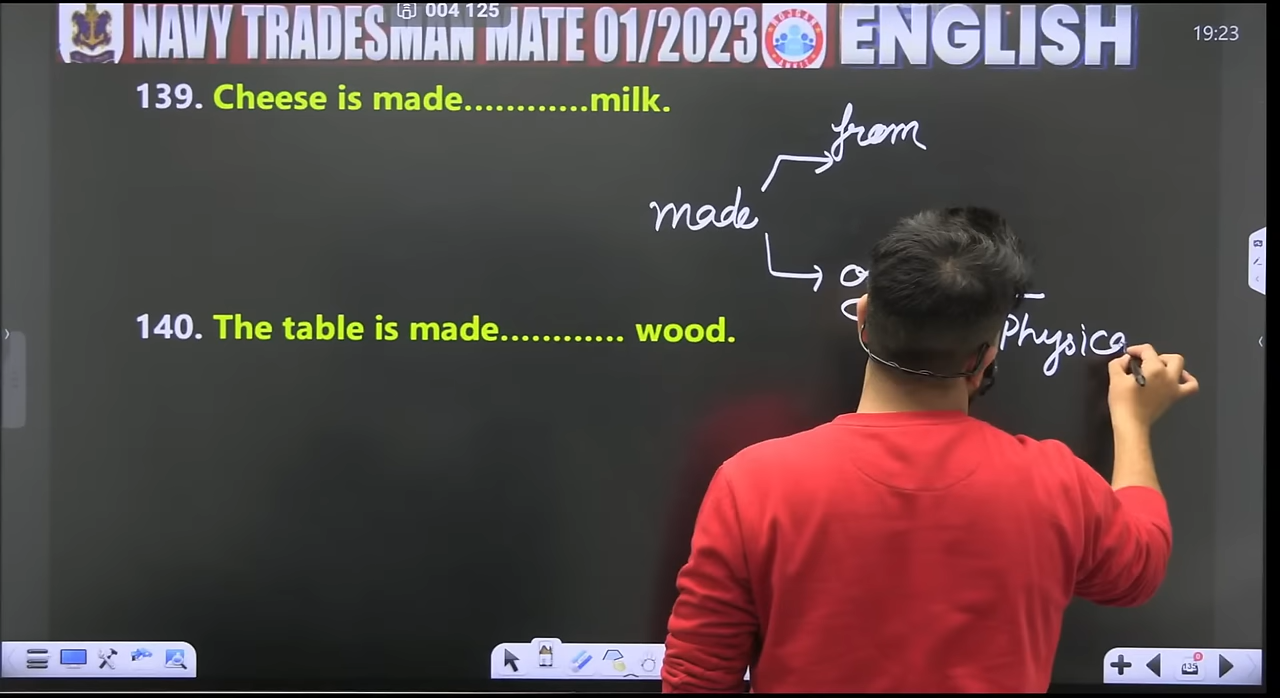 004 125
NAVY TRADESMAN MATE 01/2023 ENGLISH
19:23
139. Cheese is made............milk.
from
made
140. The table is made............ wood.
Physica
135